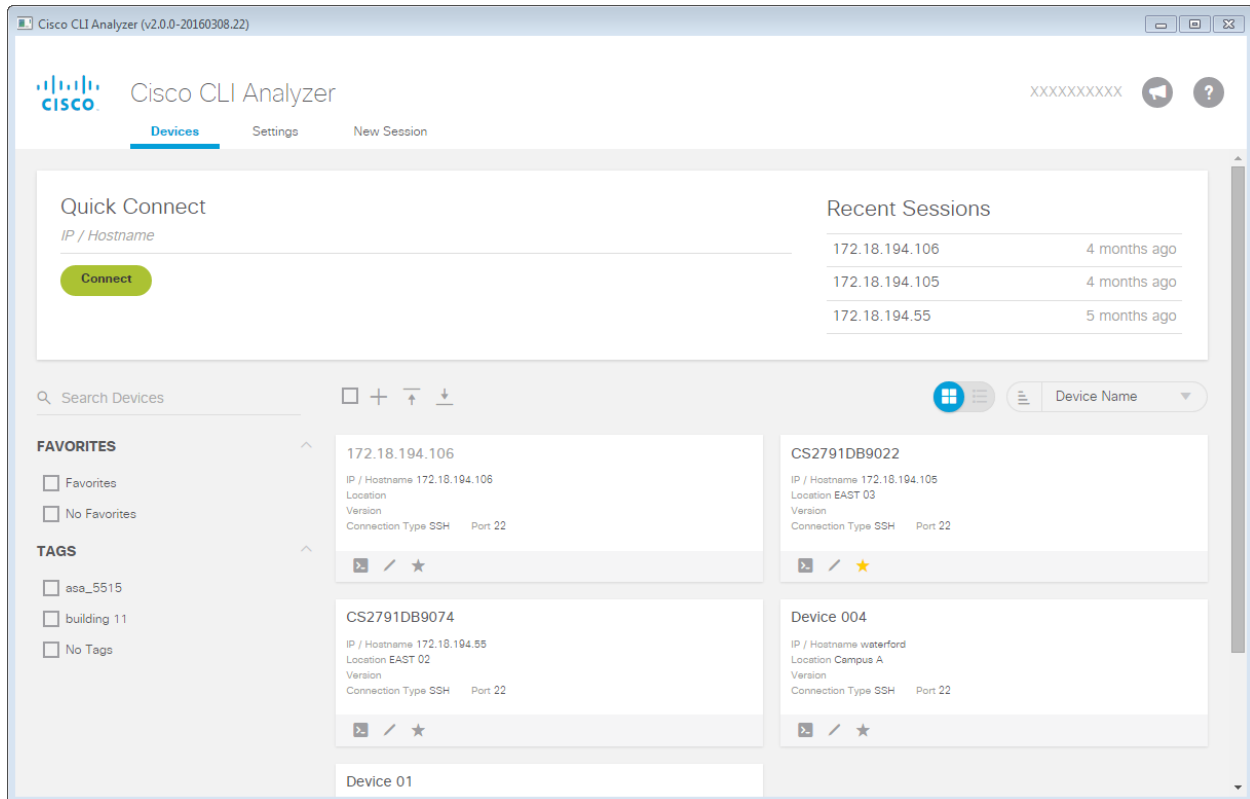 Cisco CLI Analyzer (v2.0.0-20160308.22)
CISCO
Cisco CLI Analyzer
XXXXXXXXXX
?
Devices Settings New Session
Quick Connect
IP / Hostname
Connect
Recent Sessions
172.18.194.106 4 months ago
172.18.194.105 4 months ago
172.18.194.55 5 months ago
Search Devices
Device Name
FAVORITES
Favorites
No Favorites
TAGS
asa_5515
building 11
No Tags
172.18.194.106
IP / Hostname 172.18.194.106
Location
Version
Connection Type SSH Port 22
CS2791DB9022
IP / Hostname 172.18.194.105
Location EAST 03
Version
Connection Type SSH Port 22
CS2791DB9074
IP / Hostname 172.18.194.55
Location EAST 02
Version
Connection Type SSH Port 22
Device 004
IP / Hostname waterford
Location Campus A
Version
Connection Type SSH Port 22
Device 01